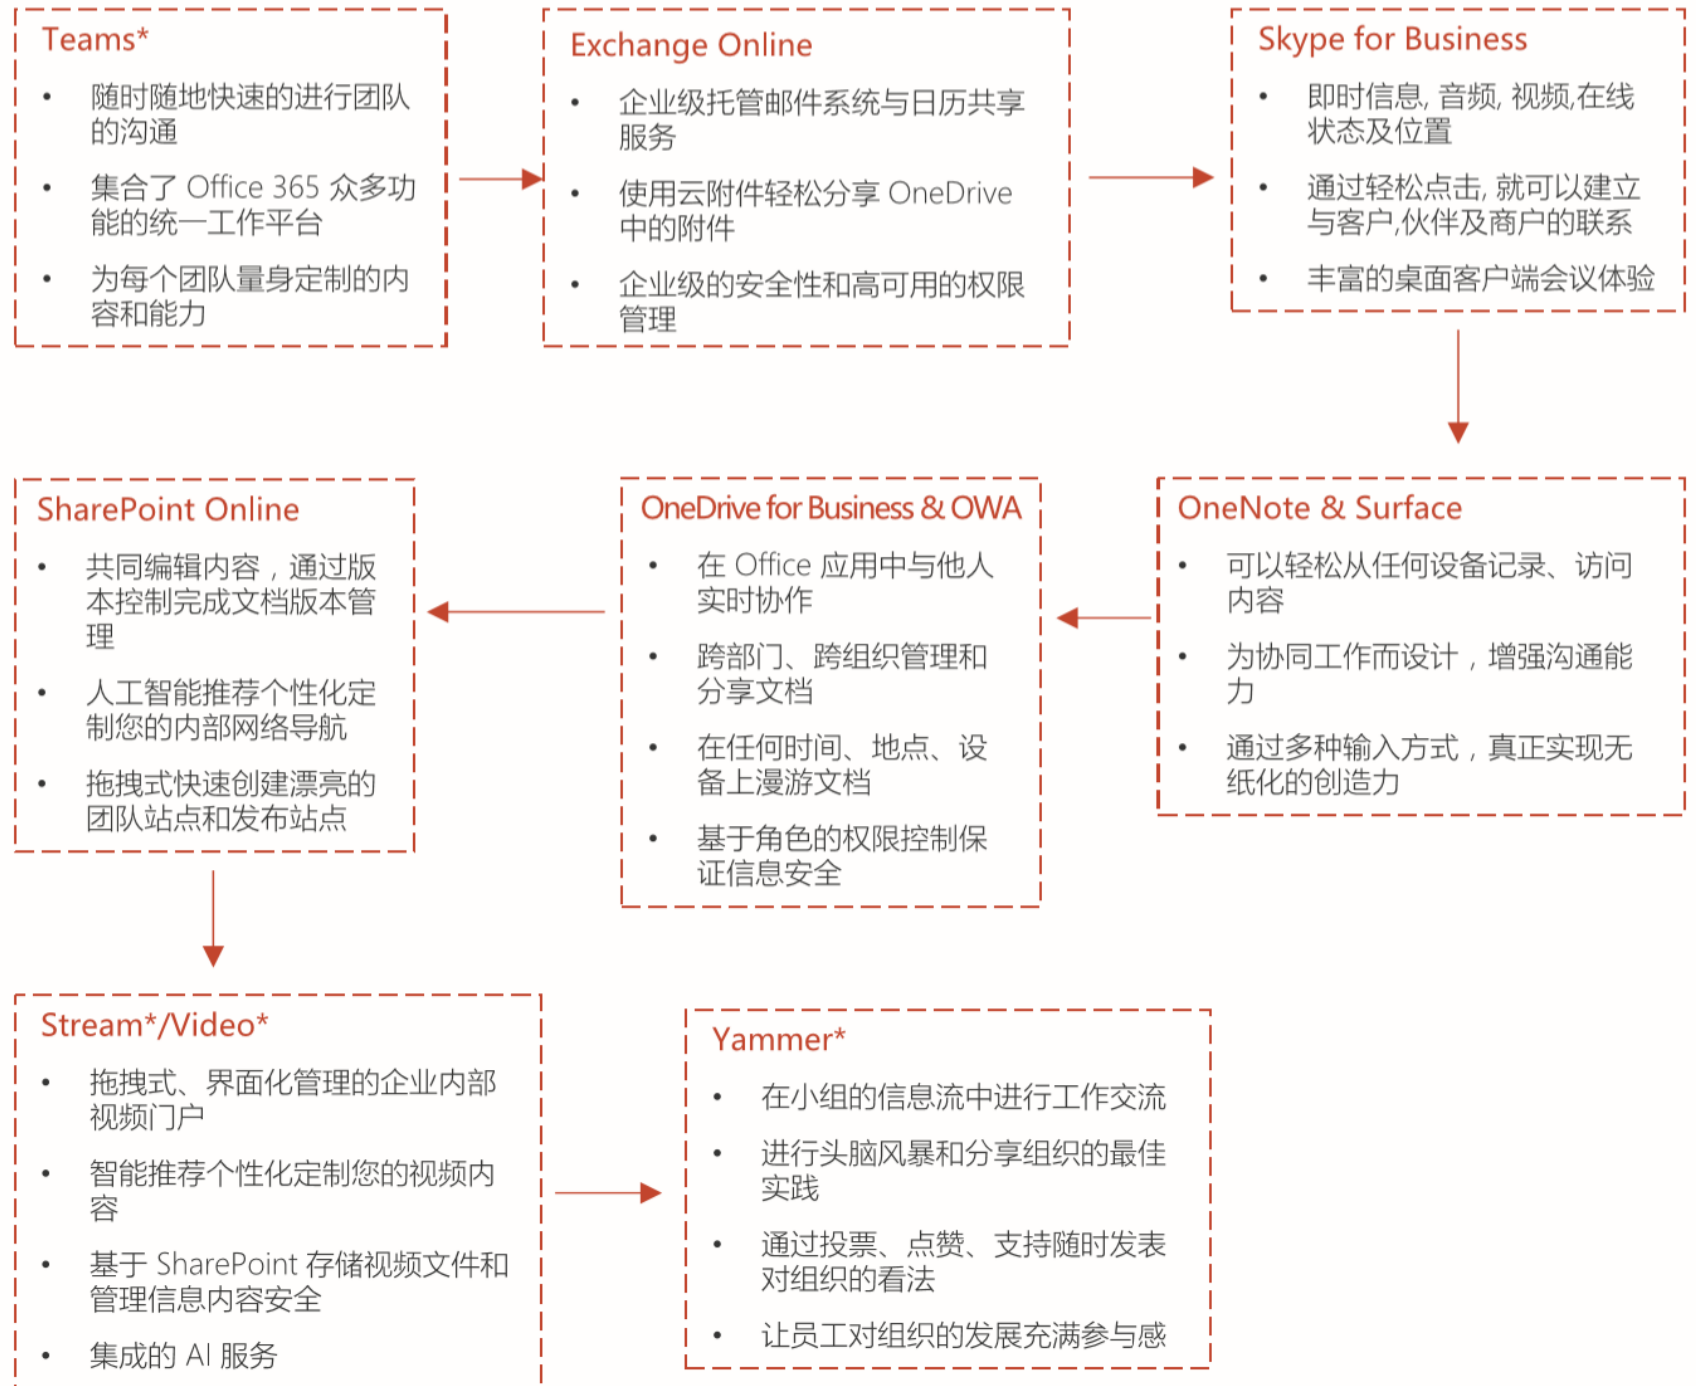 Teams*
• 随时随地快速的进行团队
的沟通
• 集合了 Office 365 众多功
能的统一工作平台
• 为每个团队量身定制的内
容和能力
Exchange Online
• 企业级托管邮件系统与日历共享
服务
• 使用云附件轻松分享 OneDrive
中的附件
• 企业级的安全性和高可用的权限
管理
Skype for Business
• 即时信息, 音频, 视频,在线
状态及位置
• 通过轻松点击, 就可以建立
与客户,伙伴及商户的联系
• 丰富的桌面客户端会议体验
OneNote & Surface
• 可以轻松从任何设备记录、访问
内容
• 为协同工作而设计，增强沟通能
力
• 通过多种输入方式，真正实现无
纸化的创造力
OneDrive for Business & OWA
• 在 Office 应用中与他人
实时协作
• 跨部门、跨组织管理和
分享文档
• 在任何时间、地点、设
备上漫游文档
• 基于角色的权限控制保
证信息安全
SharePoint Online
• 共同编辑内容，通过版
本控制完成文档版本管
理
• 人工智能推荐个性化定
制您的内部网络导航
• 拖拽式快速创建漂亮的
团队站点和发布站点
Stream*/Video*
• 拖拽式、界面化管理的企业内部
视频门户
• 智能推荐个性化定制您的视频内
容
• 基于 SharePoint 存储视频文件和
管理信息内容安全
• 集成的 AI 服务
Yammer*
• 在小组的信息流中进行工作交流
• 进行头脑风暴和分享组织的最佳
实践
• 通过投票、点赞、支持随时发表
对组织的看法
• 让员工对组织的发展充满参与感